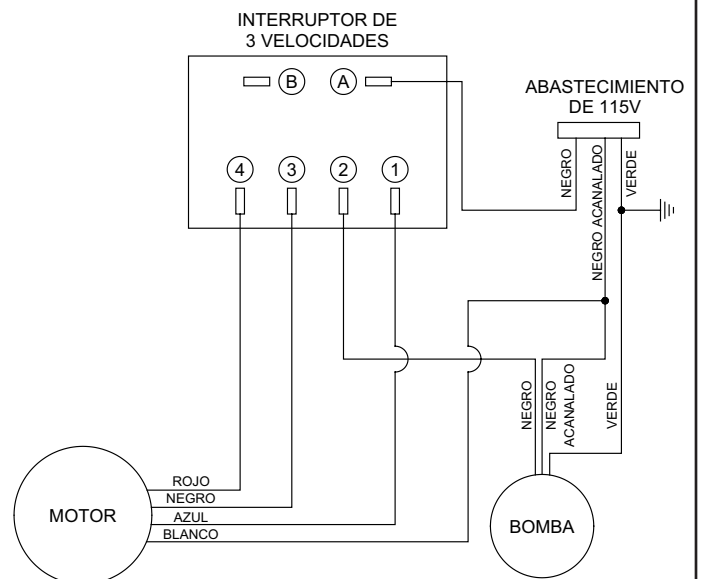 INTERRUPTOR DE
3 VELOCIDADES
B
A
ABASTECIMIENTO
DE 115V
4
3
2
1
NEGRO
NEGRO ACANALADO
VERDE
NEGRO
NEGRO
ACANALADO
VERDE
ROJO
NEGRO
AZUL
BLANCO
MOTOR
BOMBA